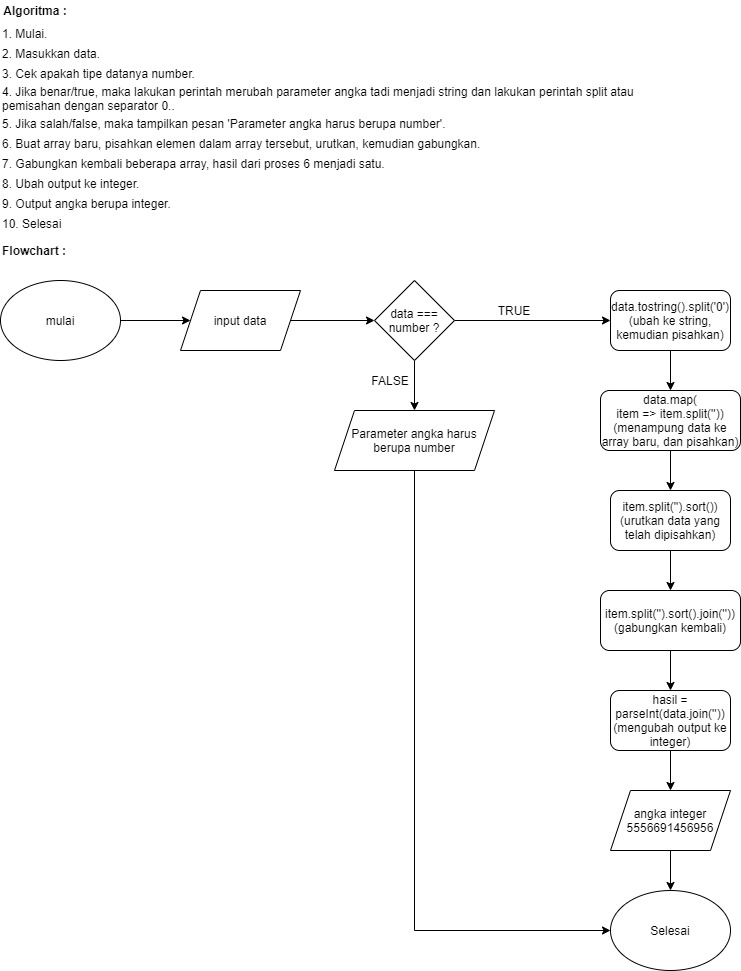 Algoritma :
1. Mulai.
2. Masukkan data.
3. Cek apakah tipe datanya number.
4. Jika benar/true, maka lakukan perintah merubah parameter angka tadi menjadi string dan lakukan perintah split atau
pemisahan dengan separator 0..
5. Jika salah/false, maka tampilkan pesan 'Parameter angka harus berupa number'.
6. Buat array baru, pisahkan elemen dalam array tersebut, urutkan, kemudian gabungkan.
7. Gabungkan kembali beberapa array, hasil dari proses 6 menjadi satu.
8. Ubah output ke integer.
9. Output angka berupa integer.
10. Selesai
Flowchart :
mulai
input data
data ===
number ?
TRUE
data.tostring().split('0')
(ubah ke string,
kemudian pisahkan)
FALSE
Parameter angka harus
berupa number
data.map(
item => item.split(''))
(menampung data ke
array baru, dan pisahkan)
item.split('').sort())
(urutkan data yang
telah dipisahkan)
item.split('').sort().join(''))
(gabungkan kembali)
hasil =
parseInt(data.join(''))
(mengubah output ke
integer)
angka integer
5556691456956
Selesai